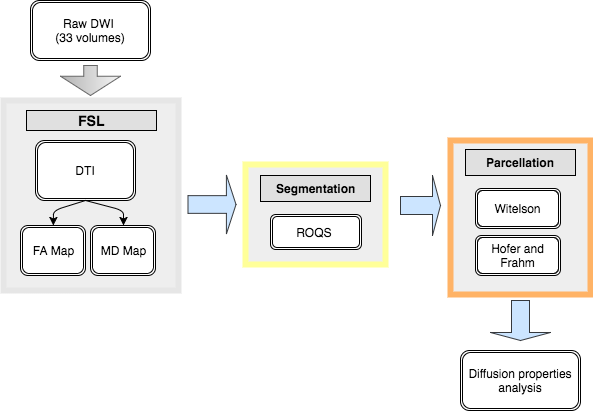 Raw DWI
(33 volumes)
FSL
DTI
FA Map
MD Map
Segmentation
ROQS
Parcellation
Witelson
Hofer and
Frahm
Diffusion properties
analysis